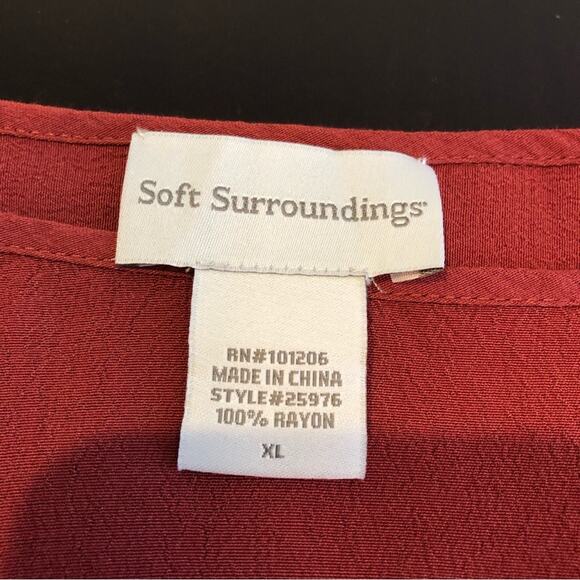 Soft Surroundings®
RN#101206
MADE IN CHINA
STYLE#25976
100% RAYON
XL